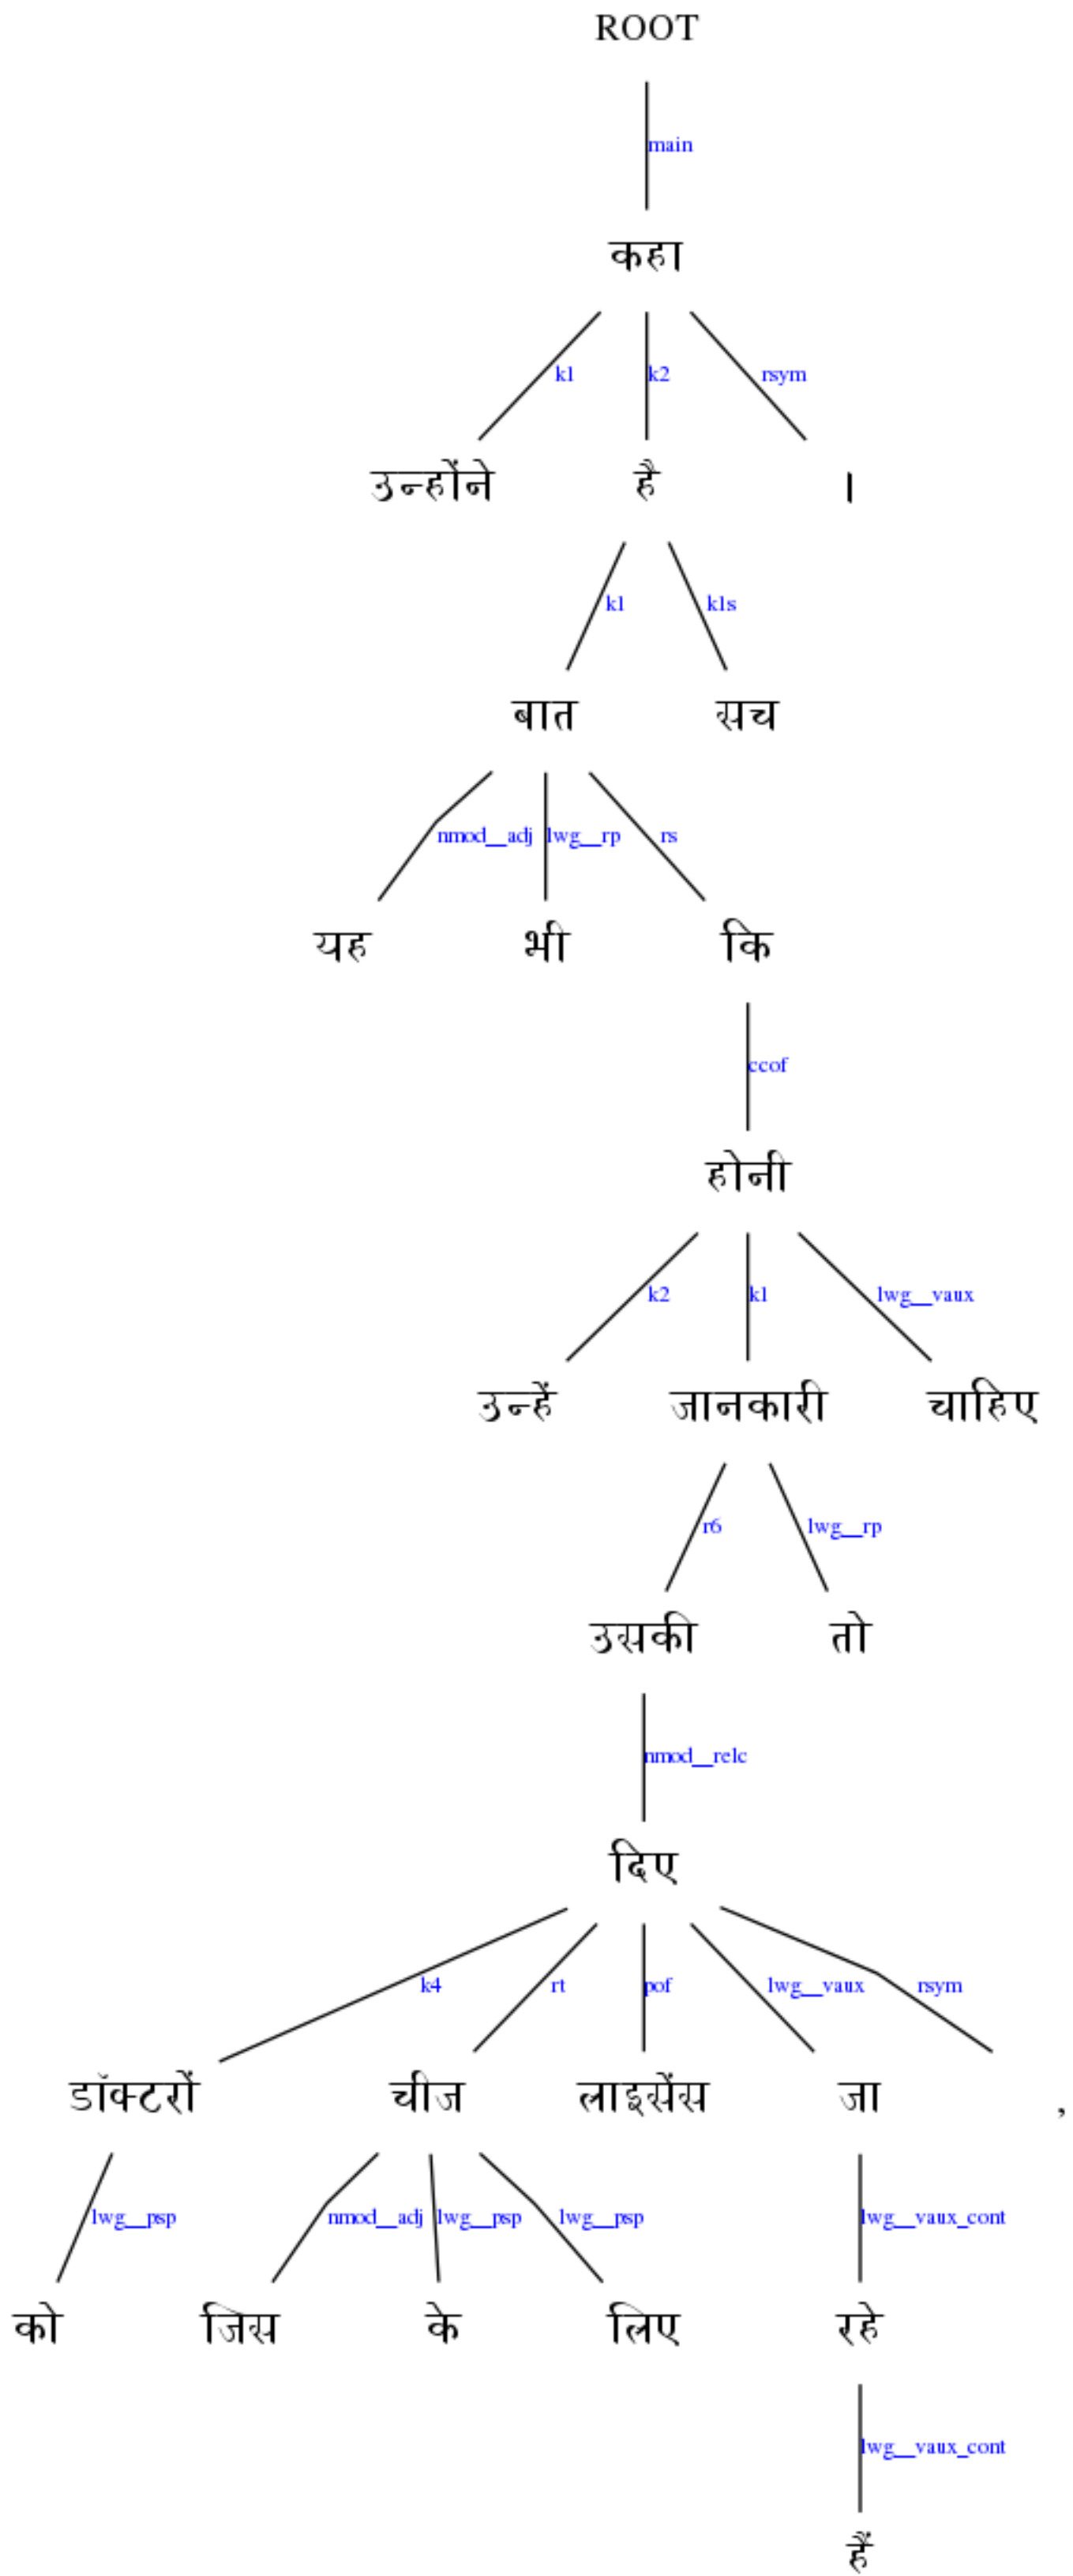 ROOT
main
कहा
k1 k2 rsym
उन्होंने है ।
k1 k1s
बात सच
nmod__adj lwg__rp rs
यह भी कि
ccof
होनी
k2 k1 lwg__vaux
उन्हें जानकारी चाहिए
r6 lwg__rp
उसकी तो
nmod__relc
दिए
k4 rt pof lwg__vaux rsym
डॉक्टरों चीज लाइसेंस जा ,
lwg__psp nmod__adj lwg__psp lwg__psp lwg__vaux_cont
को जिस के लिए रहे
lwg__vaux_cont
हैं